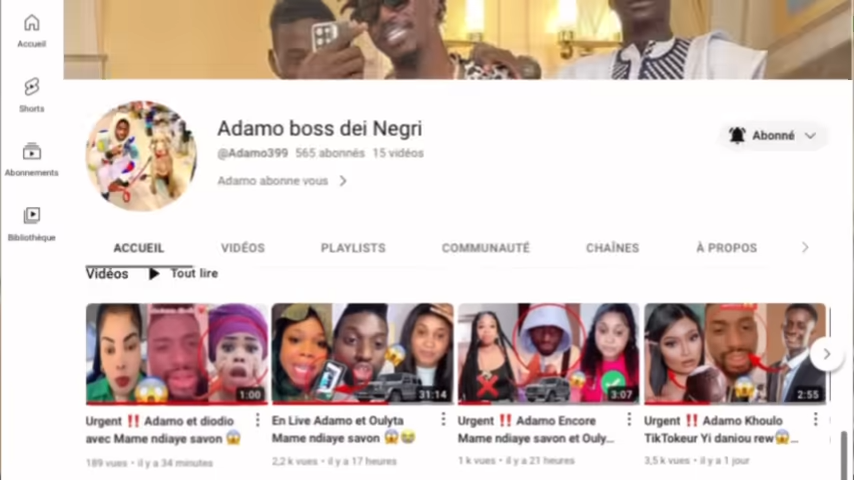 Accueil
Shorts
Abonnements
Bibliothèque
Adamo boss dei Negri
@Adamo399 565 abonnés 15 vidéos
Adamo abonne vous
Abonné
ACCUEIL VIDÉOS PLAYLISTS COMMUNAUTÉ CHAÎNES À PROPOS
Vidéos Tout lire
1:00
31:14
3:07
2:55
Urgent ‼️ Adamo et diodio
avec Mame ndiaye savon 😱
189 vues • il y a 34 minutes
En Live Adamo et Oulyta
Mame ndiaye savon 😱😭
2,2 k vues • il y a 17 heures
Urgent ‼️ Adamo Encore
Mame ndiaye savon et Ouly...
1 k vues • il y a 21 heures
Urgent ‼️ Adamo Khoulo
TikTokeur Yi daniou rew😱...
3,5 k vues • il y a 1 jour